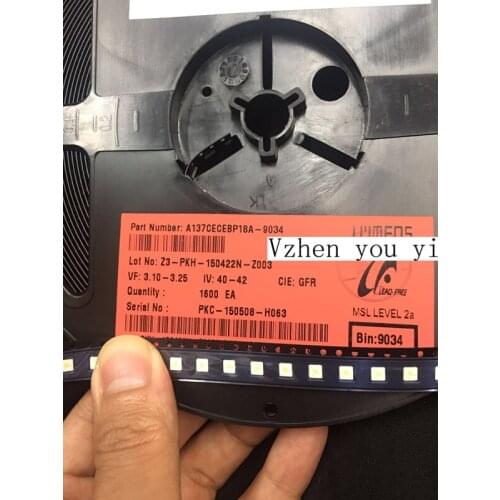 Part Number: A137CECEBP18A-9034
LUMENS
Vzhen you yi
Lot No: Z3-PKH-150422N-Z003
VF: 3.10-3.25 IV: 40-42 CIE: GFR
LEAD-FREE
Quantity : 1600 EA
MSL LEVEL 2a
Serial No : PKC-150508-H063
Bin:9034